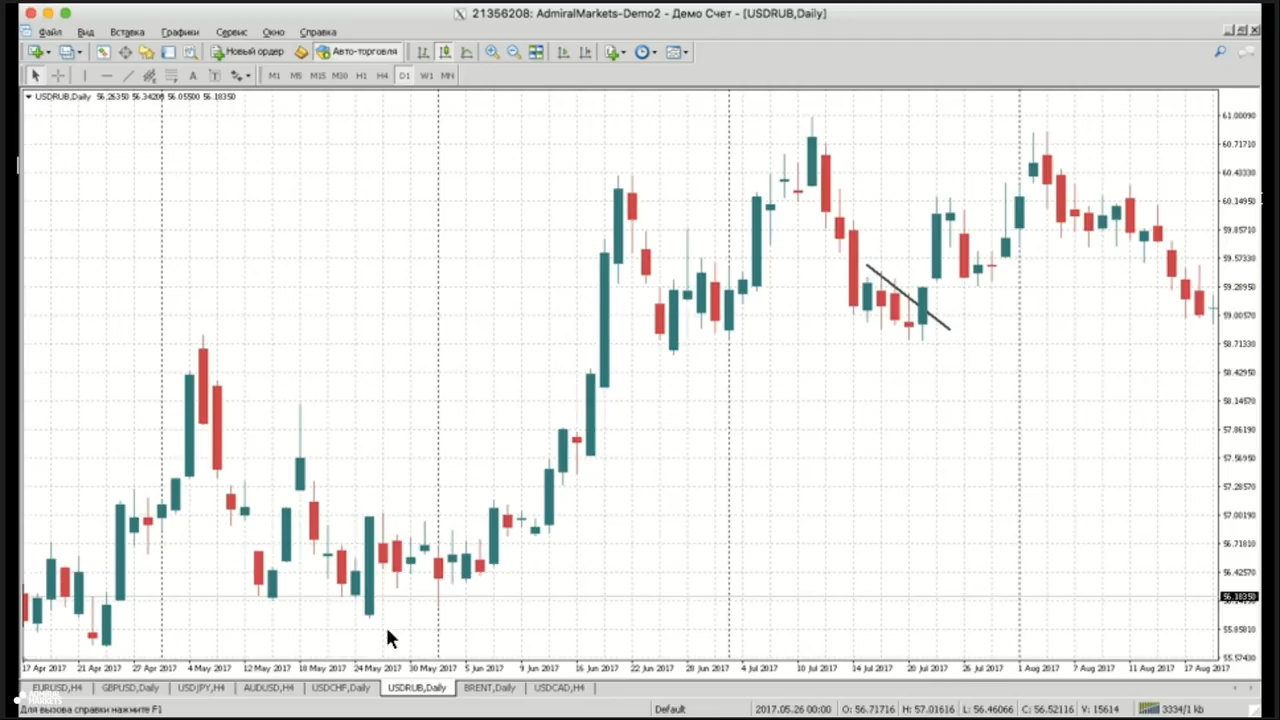 21356208: AdmiralMarkets-Demo2 - Демо Счет - [USDRUB,Daily]
Файл Вид Вставка Графики Сервис Окно Справка
Новый ордер Авто-торговля
A T M1 M5 M15 M30 H1 H4 D1 W1 MN
USDRUB,Daily 56.26350 56.34200 56.05500 56.18350
61.00090
60.71710
60.43330
60.14950
59.85710
59.57330
59.28950
59.00570
58.71330
58.42950
58.14570
57.86190
57.56950
57.28570
57.00190
56.71810
56.42570
56.18350
55.85810
55.57430
17 Apr 2017 21 Apr 2017 27 Apr 2017 4 May 2017 12 May 2017 18 May 2017 24 May 2017 30 May 2017 5 Jun 2017 9 Jun 2017 16 Jun 2017 22 Jun 2017 28 Jun 2017 4 Jul 2017 10 Jul 2017 14 Jul 2017 20 Jul 2017 26 Jul 2017 1 Aug 2017 7 Aug 2017 11 Aug 2017 17 Aug 2017
EURUSD,H4 GBPUSD,Daily USDJPY,H4 AUDUSD,H4 USDCHF,Daily USDRUB,Daily BRENT,Daily USDCAD,H4
ADMIRAL
MARKETS
Для вызова справки нажмите F1 Default 2017.05.26 00:00 O: 56.71716 H: 57.01616 L: 56.46066 C: 56.52116 V: 15614 3334/1 kb